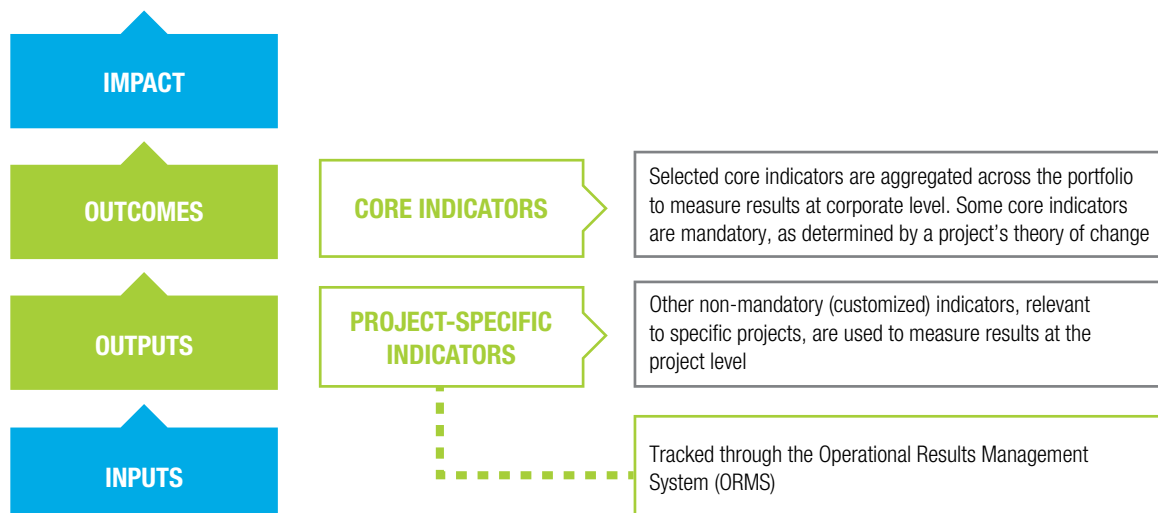 IMPACT
OUTCOMES
CORE INDICATORS
Selected core indicators are aggregated across the portfolio
to measure results at corporate level. Some core indicators
are mandatory, as determined by a project’s theory of change
OUTPUTS
PROJECT-SPECIFIC
INDICATORS
Other non-mandatory (customized) indicators, relevant
to specific projects, are used to measure results at the
project level
INPUTS
Tracked through the Operational Results Management
System (ORMS)